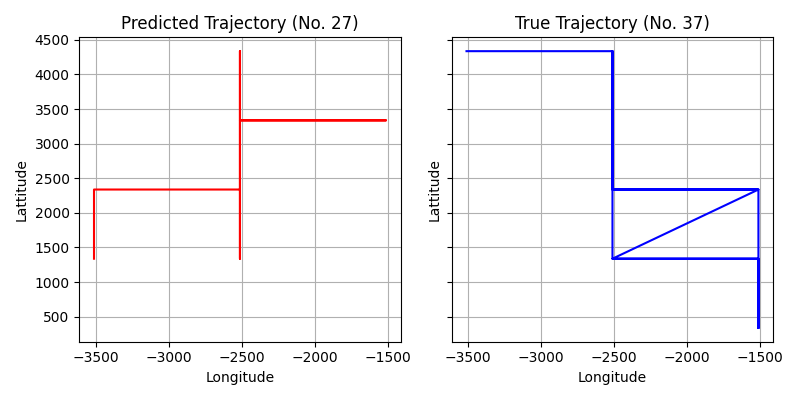 Predicted Trajectory (No. 27)
True Trajectory (No. 37)
4500
4000
3500
3000
2500
2000
1500
1000
500
Lattitude
Lattitude
−3500 −3000 −2500 −2000 −1500
−3500 −3000 −2500 −2000 −1500
Longitude
Longitude